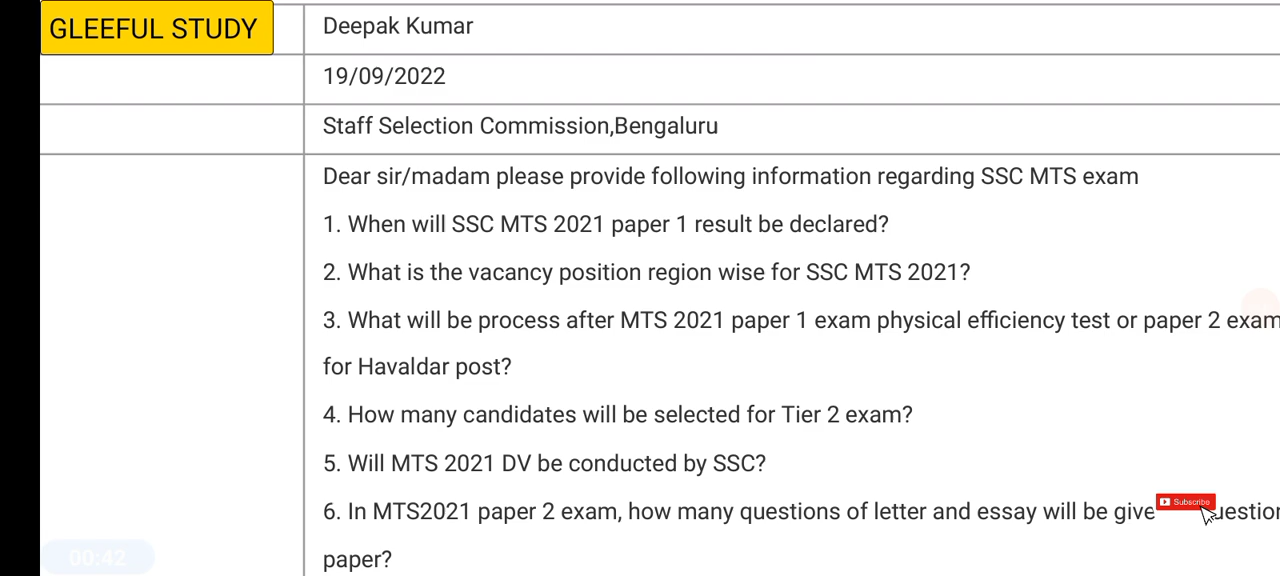 GLEEFUL STUDY
Deepak Kumar
19/09/2022
Staff Selection Commission,Bengaluru
Dear sir/madam please provide following information regarding SSC MTS exam
1. When will SSC MTS 2021 paper 1 result be declared?
2. What is the vacancy position region wise for SSC MTS 2021?
3. What will be process after MTS 2021 paper 1 exam physical efficiency test or paper 2 exam
for Havaldar post?
4. How many candidates will be selected for Tier 2 exam?
5. Will MTS 2021 DV be conducted by SSC?
6. In MTS2021 paper 2 exam, how many questions of letter and essay will be give
Subscribe
paper?
00:42